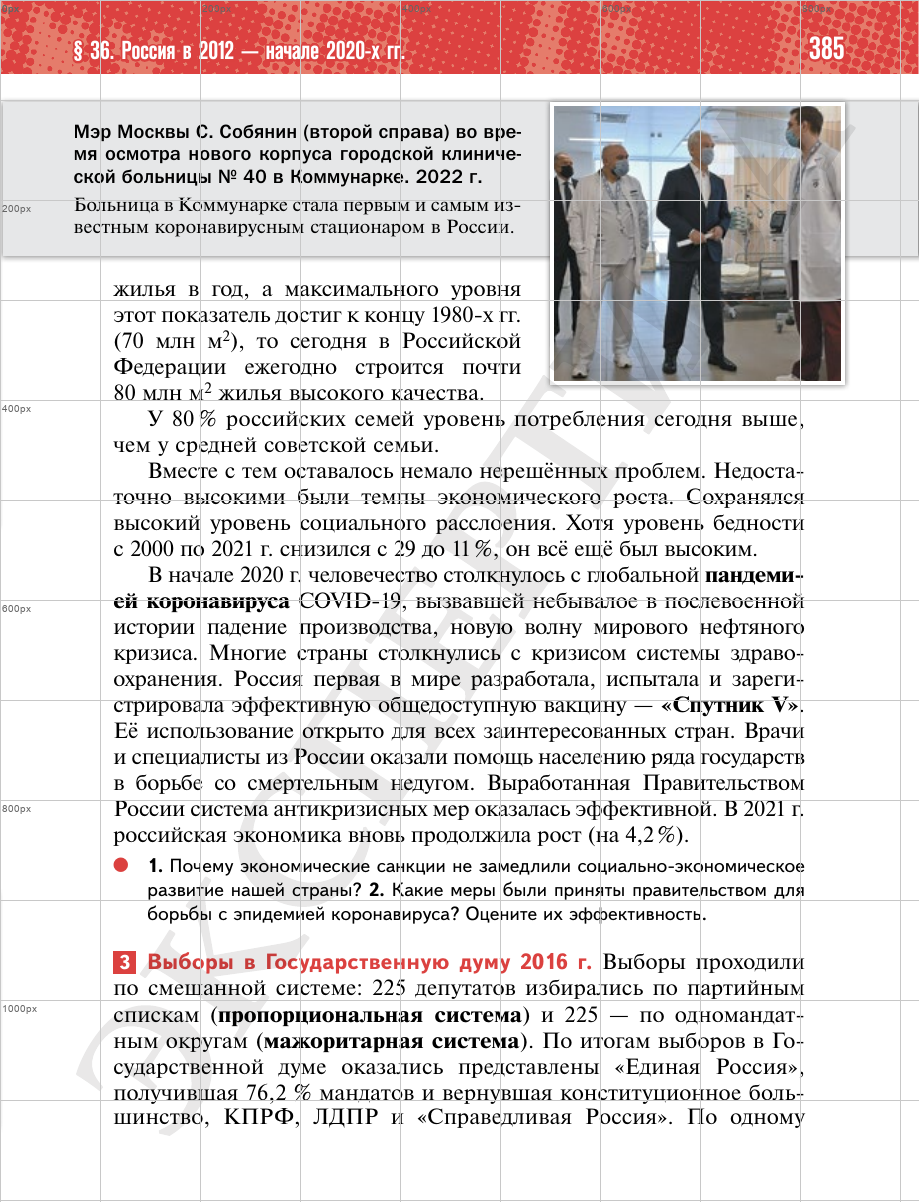 § 36. Россия в 2012 — начале 2020-х гг.
385
Мэр Москвы С. Собянин (второй справа) во вре-
мя осмотра нового корпуса городской клиниче-
ской больницы № 40 в Коммунарке. 2022 г.
Больница в Коммунарке стала первым и самым из-
вестным коронавирусным стационаром в России.
жилья в год, а максимального уровня
этот показатель достиг к концу 1980-х гг.
(70 млн м²), то сегодня в Российской
Федерации ежегодно строится почти
80 млн м² жилья высокого качества.
У 80 % российских семей уровень потребления сегодня выше,
чем у средней советской семьи.
Вместе с тем оставалось немало нерешённых проблем. Недоста-
точно высокими были темпы экономического роста. Сохранялся
высокий уровень социального расслоения. Хотя уровень бедности
с 2000 по 2021 г. снизился с 29 до 11 %, он всё ещё был высоким.
В начале 2020 г. человечество столкнулось с глобальной пандеми-
ей коронавируса COVID-19, вызвавшей небывалое в послевоенной
истории падение производства, новую волну мирового нефтяного
кризиса. Многие страны столкнулись с кризисом системы здраво-
охранения. Россия первая в мире разработала, испытала и зареги-
стрировала эффективную общедоступную вакцину — «Спутник V».
Её использование открыто для всех заинтересованных стран. Врачи
и специалисты из России оказали помощь населению ряда государств
в борьбе со смертельным недугом. Выработанная Правительством
России система антикризисных мер оказалась эффективной. В 2021 г.
российская экономика вновь продолжила рост (на 4,2 %).
1. Почему экономические санкции не замедлили социально-экономическое
развитие нашей страны? 2. Какие меры были приняты правительством для
борьбы с эпидемией коронавируса? Оцените их эффективность.
3 Выборы в Государственную думу 2016 г. Выборы проходили
по смешанной системе: 225 депутатов избирались по партийным
спискам (пропорциональная система) и 225 — по одномандат-
ным округам (мажоритарная система). По итогам выборов в Го-
сударственной думе оказались представлены «Единая Россия»,
получившая 76,2 % мандатов и вернувшая конституционное боль-
шинство, КПРФ, ЛДПР и «Справедливая Россия». По одному
200px
400px
600px
800px
1000px